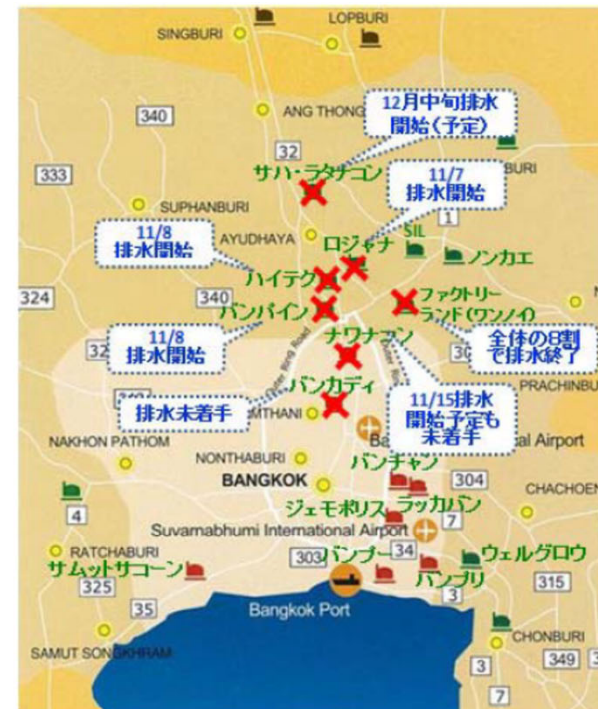 LOPBURI
SINGBURI
12月中旬排水
開始(予定)
340
ANG THONG
32
BURI
333
サハ・ラタナコン
11/7
排水開始
SUPHANBURI
1
11/8
排水開始
AYUDHAYA
ロジャナ
SIL
ノンカエ
ハイテク
324
340
バンパイン
ファクトリー
ランド(ワンノイ)
11/8
排水開始
Outer Ring Road
ナワナコン
全体の8割
で排水終了
バンカディ
PRACHINBU
排水未着手
MTHANI
11/15排水
開始予定も
未着手
NAKHON PATHOM
al Airport
NONTHABURI
バンチャン
BANGKOK
304
4
ジェモポリス
ラッカバン
CHACHOEN
7
Suvarnabhumi International Airport
RATCHABURI
303
バンプー
34
ウェルグロウ
サムットサコーン
325
バンプリ
315
35
3
Bangkok Port
CHONBURI
SAMUT SONGKHRAM
3
349
7